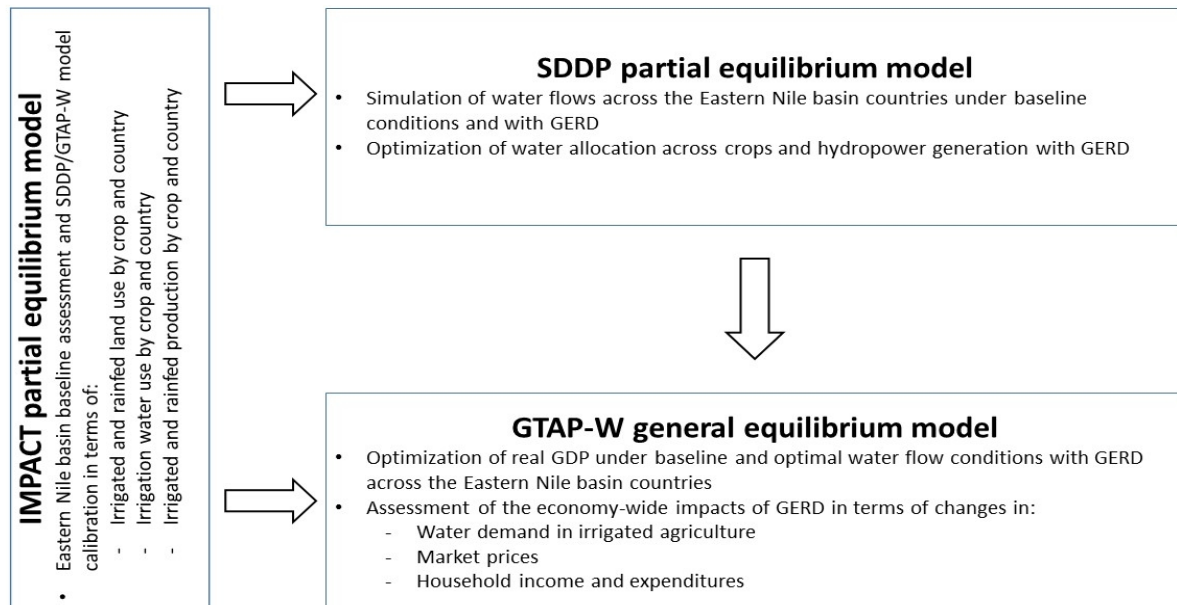 IMPACT partial equilibrium model
• Eastern Nile basin baseline assessment and SDDP/GTAP-W model
calibration in terms of:
- Irrigated and rainfed land use by crop and country
- Irrigation water use by crop and country
- Irrigated and rainfed production by crop and country
SDDP partial equilibrium model
• Simulation of water flows across the Eastern Nile basin countries under baseline
conditions and with GERD
• Optimization of water allocation across crops and hydropower generation with GERD
GTAP-W general equilibrium model
• Optimization of real GDP under baseline and optimal water flow conditions with GERD
across the Eastern Nile basin countries
• Assessment of the economy-wide impacts of GERD in terms of changes in:
- Water demand in irrigated agriculture
- Market prices
- Household income and expenditures